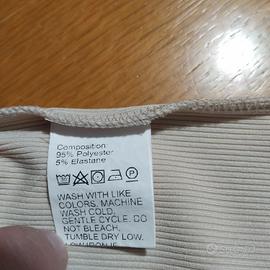 Composition
95% Polyester
5% Elastane
WASH WITH LIKE
COLORS, MACHINE
WASH COLD,
GENTLE CYCLE. DO
NOT BLEACH,
TUMBLE DRY LOW.